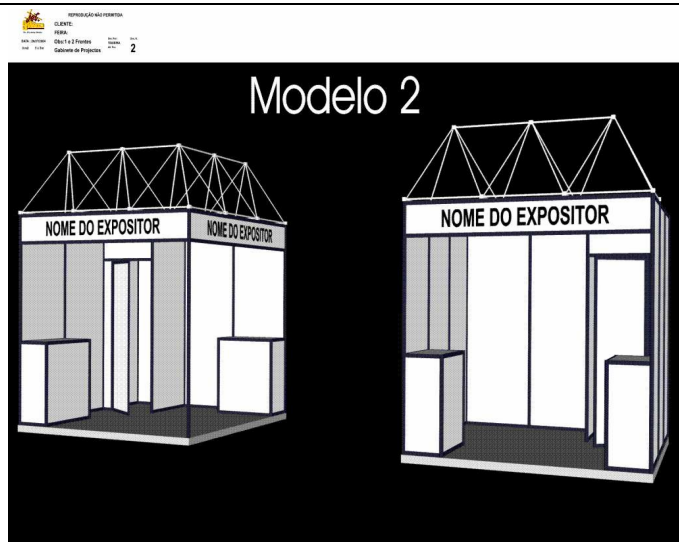 REPRODUÇÃO NÃO PERMITIDA
CLIENTE:
FEIRA:
Obs: 1 e 2 Frentes
Gabinete de Projectos
2
Modelo 2
NOME DO EXPOSITOR
NOME DO EXPOSITOR
NOME DO EXPOSITOR